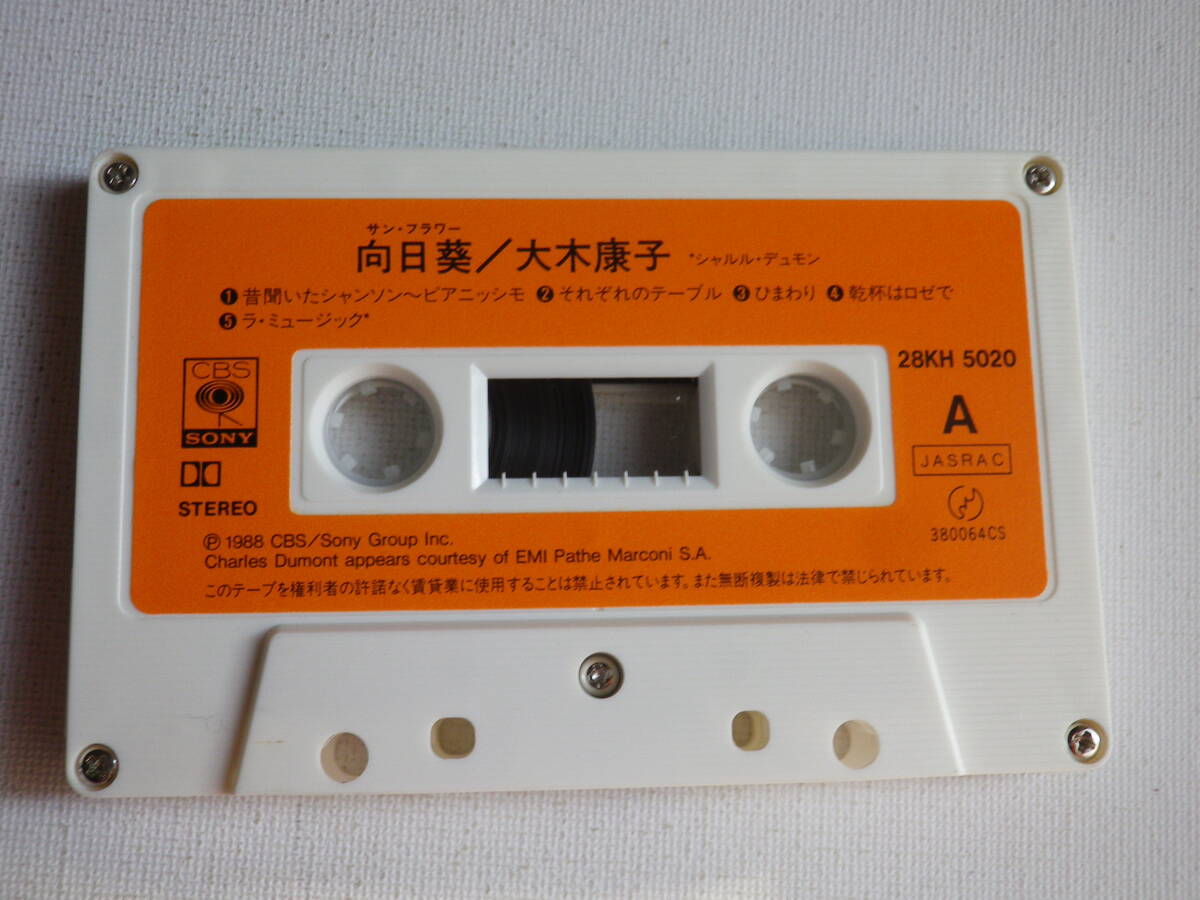 サン・フラワー
向日葵／大木康子 *シャルル・デュモン
❶ 昔聞いたシャンソン〜ピアニッシモ ❷ それぞれのテーブル ❸ ひまわり ❹ 乾杯はロゼで
❺ ラ・ミュージック*
CBS
SONY
STEREO
28KH 5020
A
JASRAC
380064CS
Ⓟ 1988 CBS/Sony Group Inc.
Charles Dumont appears courtesy of EMI Pathe Marconi S.A.
このテープを権利者の許諾なく賃貸業に使用することは禁止されています。また無断複製は法律で禁じられています。